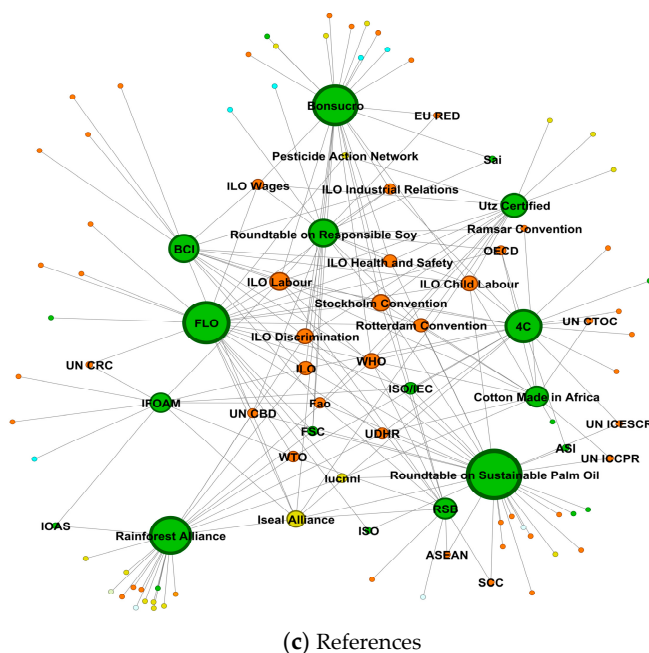 Bonsucro
EU RED
Pesticide Action Network
Sai
ILO Wages
ILO Industrial Relations
Utz Certified
Ramsar Convention
Roundtable on Responsible Soy
BCI
OECD
ILO Health and Safety
ILO Labour
ILO Child Labour
Stockholm Convention
FLO
Rotterdam Convention
4C
UN CTOC
ILO Discrimination
WHO
UN CRC
ILO
ISO/IEC
Cotton Made in Africa
IFOAM
Fao
UN CBD
UN ICESCR
FSC
UDHR
ASI
WTO
UN ICCPR
Roundtable on Sustainable Palm Oil
Iucnnl
RSB
Iseal Alliance
IOAS
ISO
Rainforest Alliance
ASEAN
SCC
(c) References